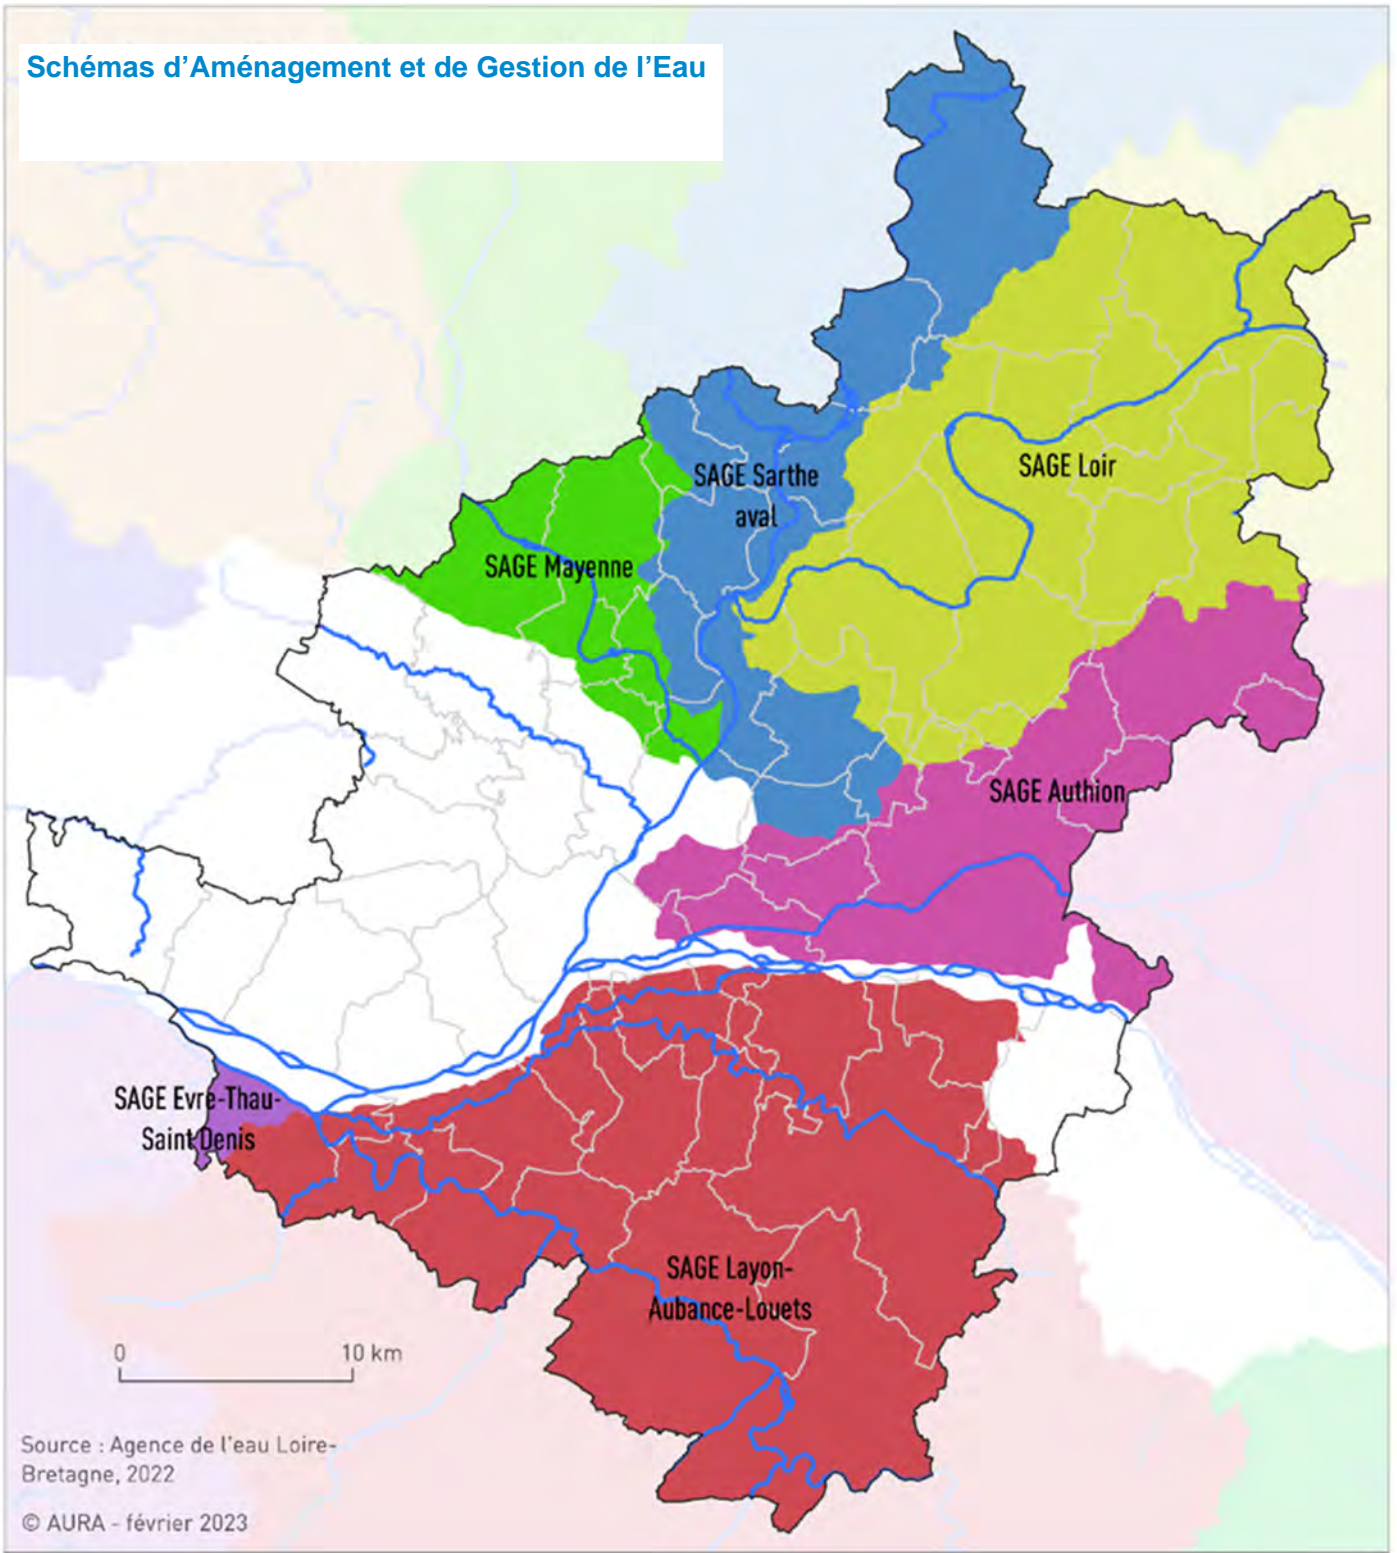 Schémas d'Aménagement et de Gestion de l'Eau
SAGE Sarthe
aval
SAGE Loir
SAGE Mayenne
SAGE Authion
SAGE Evre-Thau-
Saint Denis
SAGE Layon-
Aubance-Louets
0 10 km
Source : Agence de l'eau Loire-
Bretagne, 2022
© AURA - février 2023